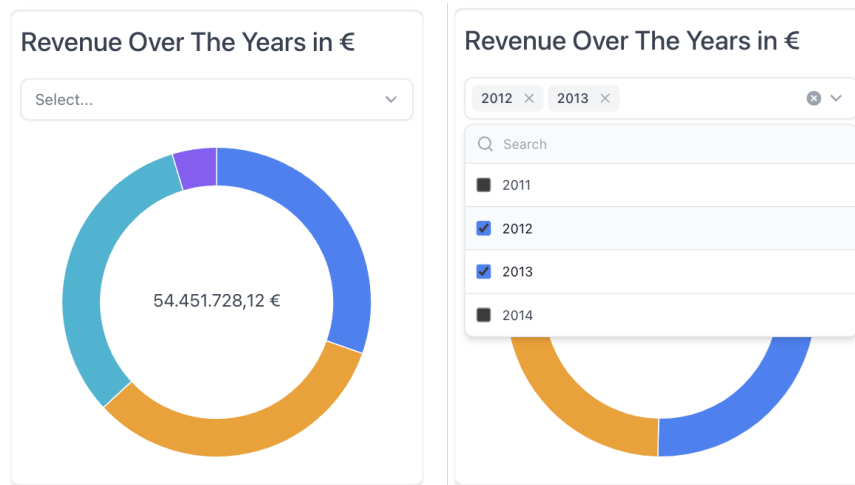 Revenue Over The Years in €
Select...
54.451.728,12 €
Revenue Over The Years in €
2012 2013
Search
2011
2012
2013
2014